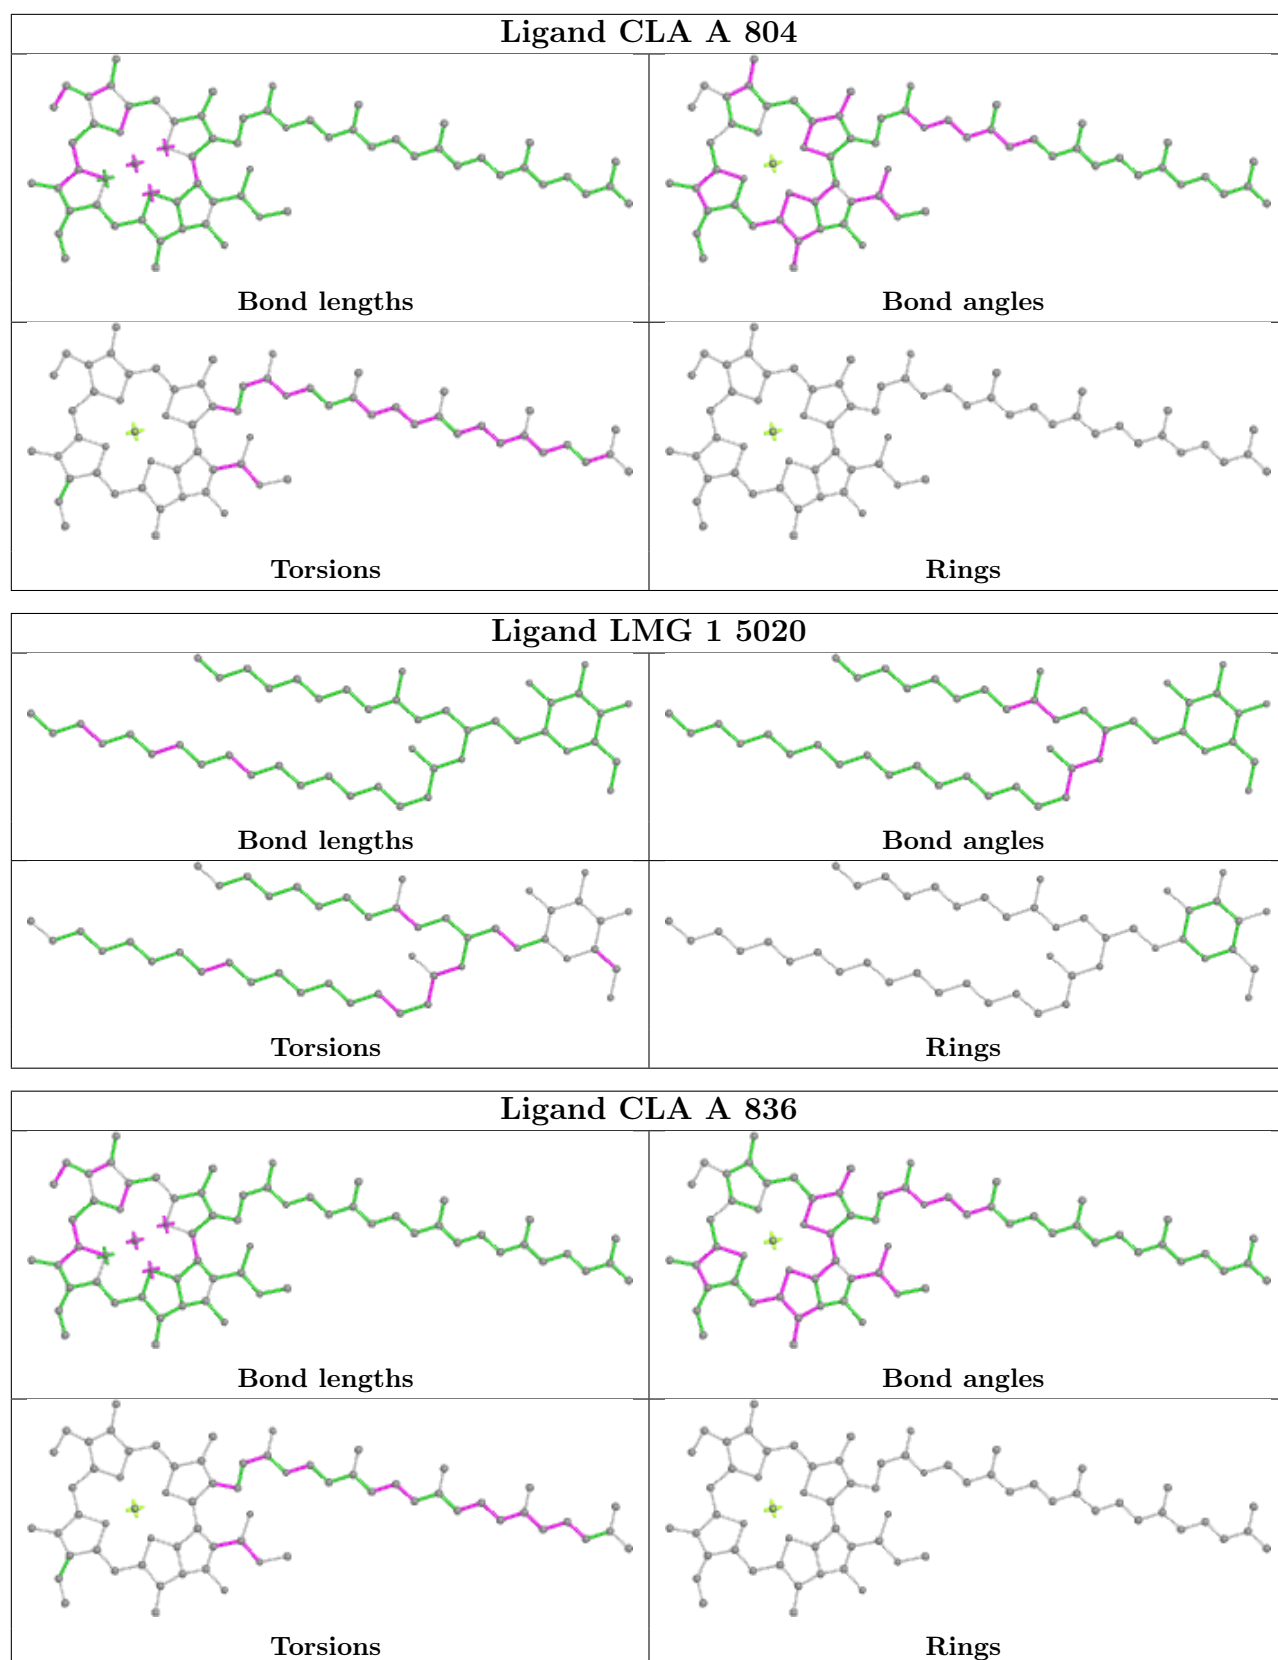 Ligand CLA A 804
Bond lengths
Bond angles
Torsions
Rings
Ligand LMG 1 5020
Bond lengths
Bond angles
Torsions
Rings
Ligand CLA A 836
Bond lengths
Bond angles
Torsions
Rings